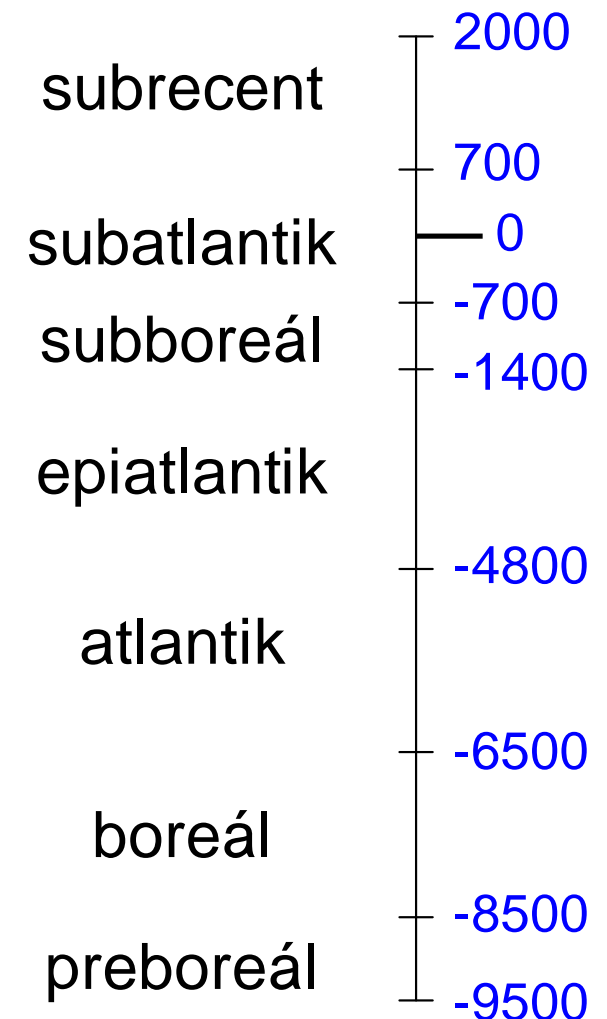 2000
subrecent
700
subatlantik
0
-700
subboreál
-1400
epiatlantik
-4800
atlantik
-6500
boreál
-8500
preboreál
-9500